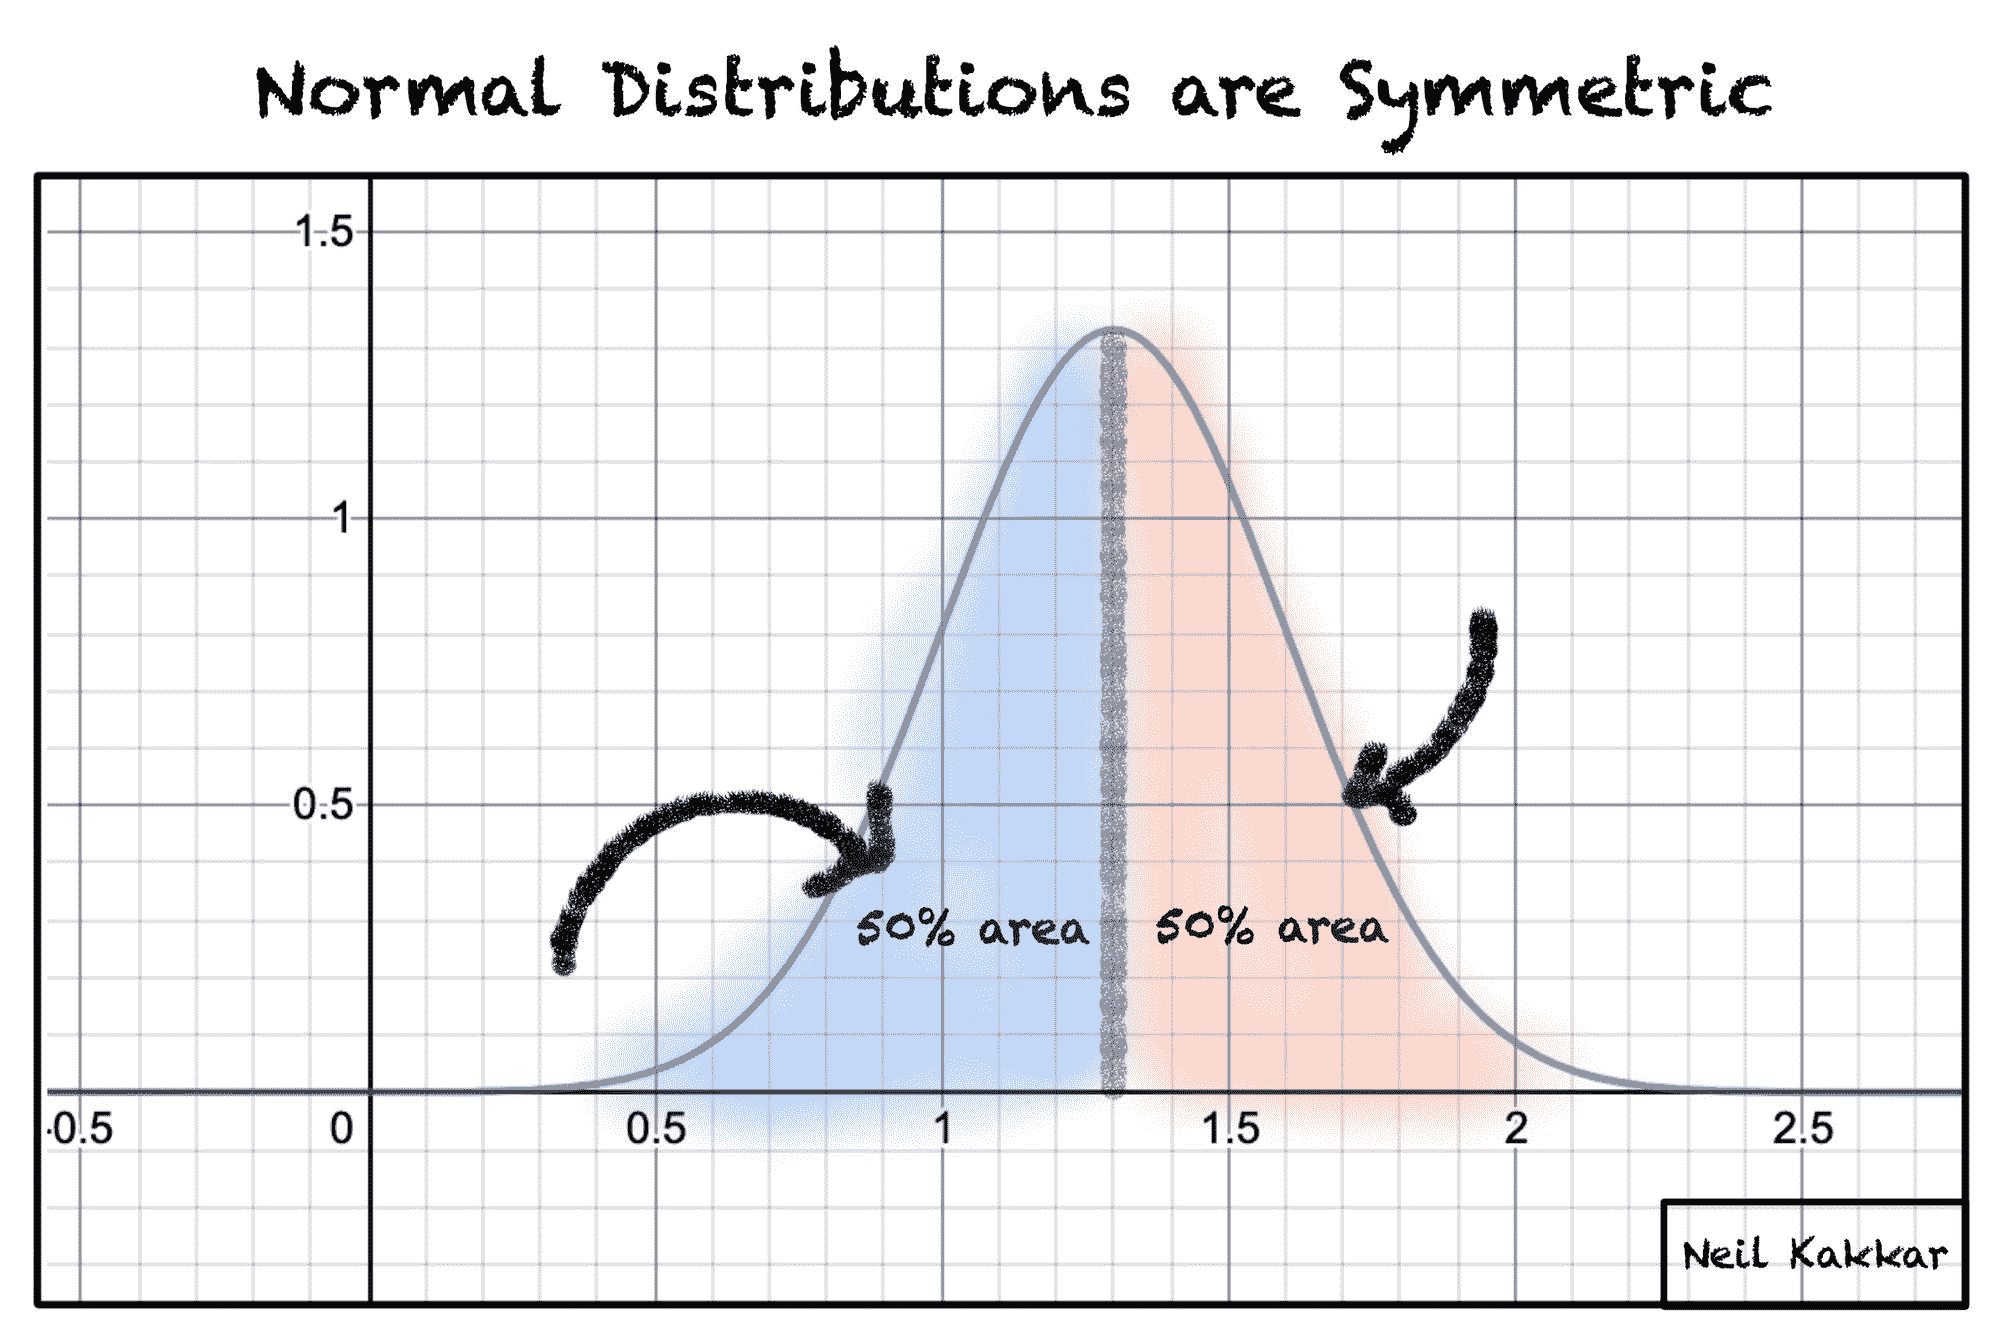 Normal Distributions are Symmetric
1.5
1
0.5
50% area 50% area
-0.5 0 0.5 1 1.5 2 2.5
Neil Kakkar